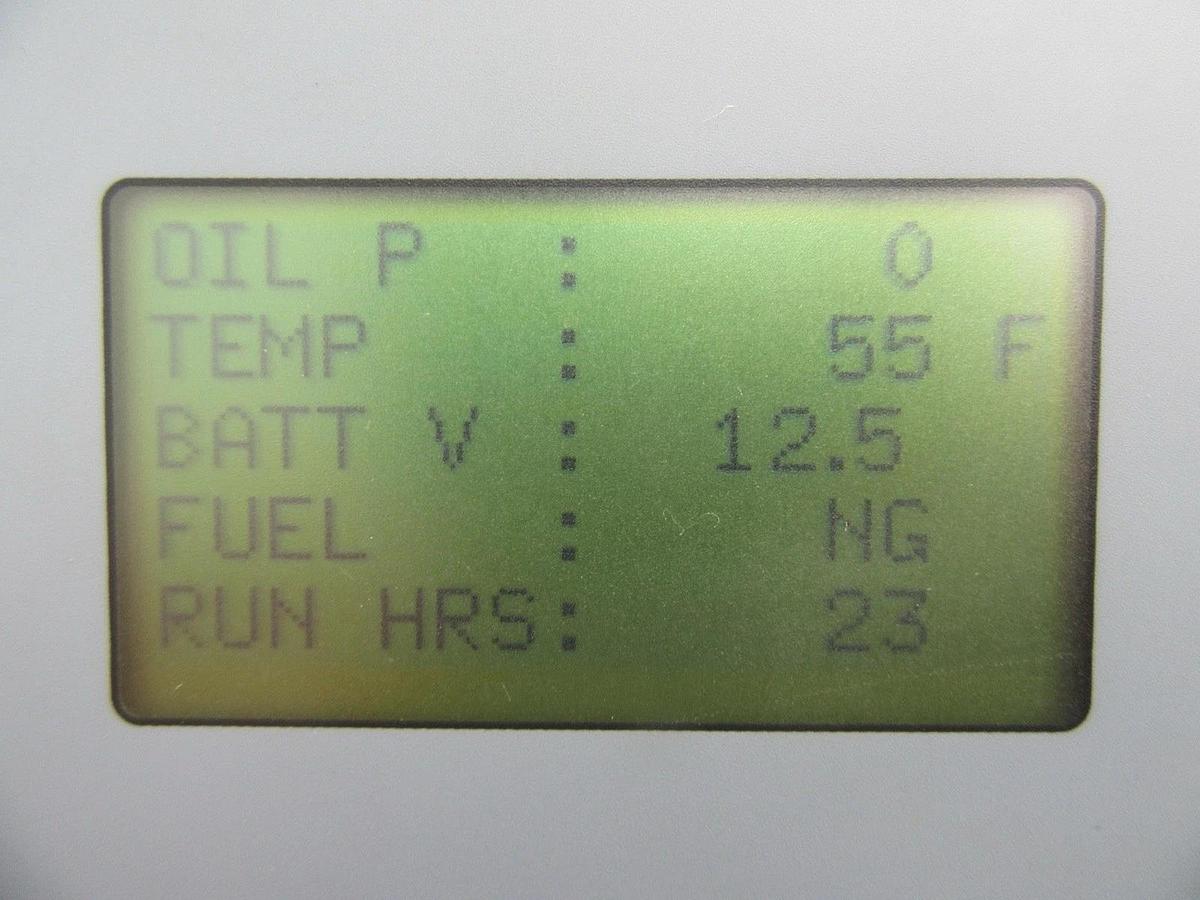 OIL P : 0
TEMP : 55 F
BATT V : 12.5
FUEL : NG
RUN HRS: 23